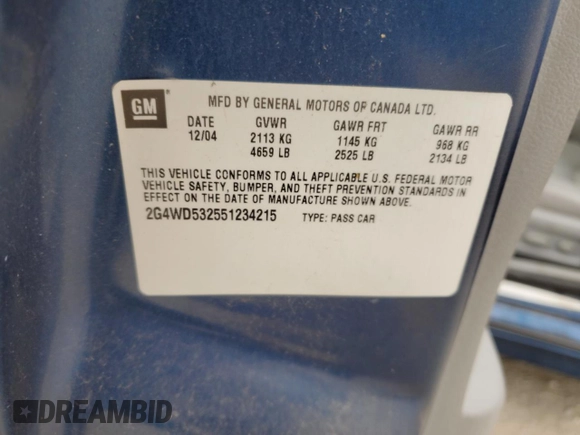 GM
MFD BY GENERAL MOTORS OF CANADA LTD.
DATE GVWR GAWR FRT GAWR RR
12/04 2113 KG 1145 KG 968 KG
4659 LB 2525 LB 2134 LB
THIS VEHICLE CONFORMS TO ALL APPLICABLE U.S. FEDERAL MOTOR
VEHICLE SAFETY, BUMPER, AND THEFT PREVENTION STANDARDS IN
EFFECT ON THE DATE OF MANUFACTURE SHOWN ABOVE.
2G4WD532551234215 TYPE: PASS CAR
DREAMBID